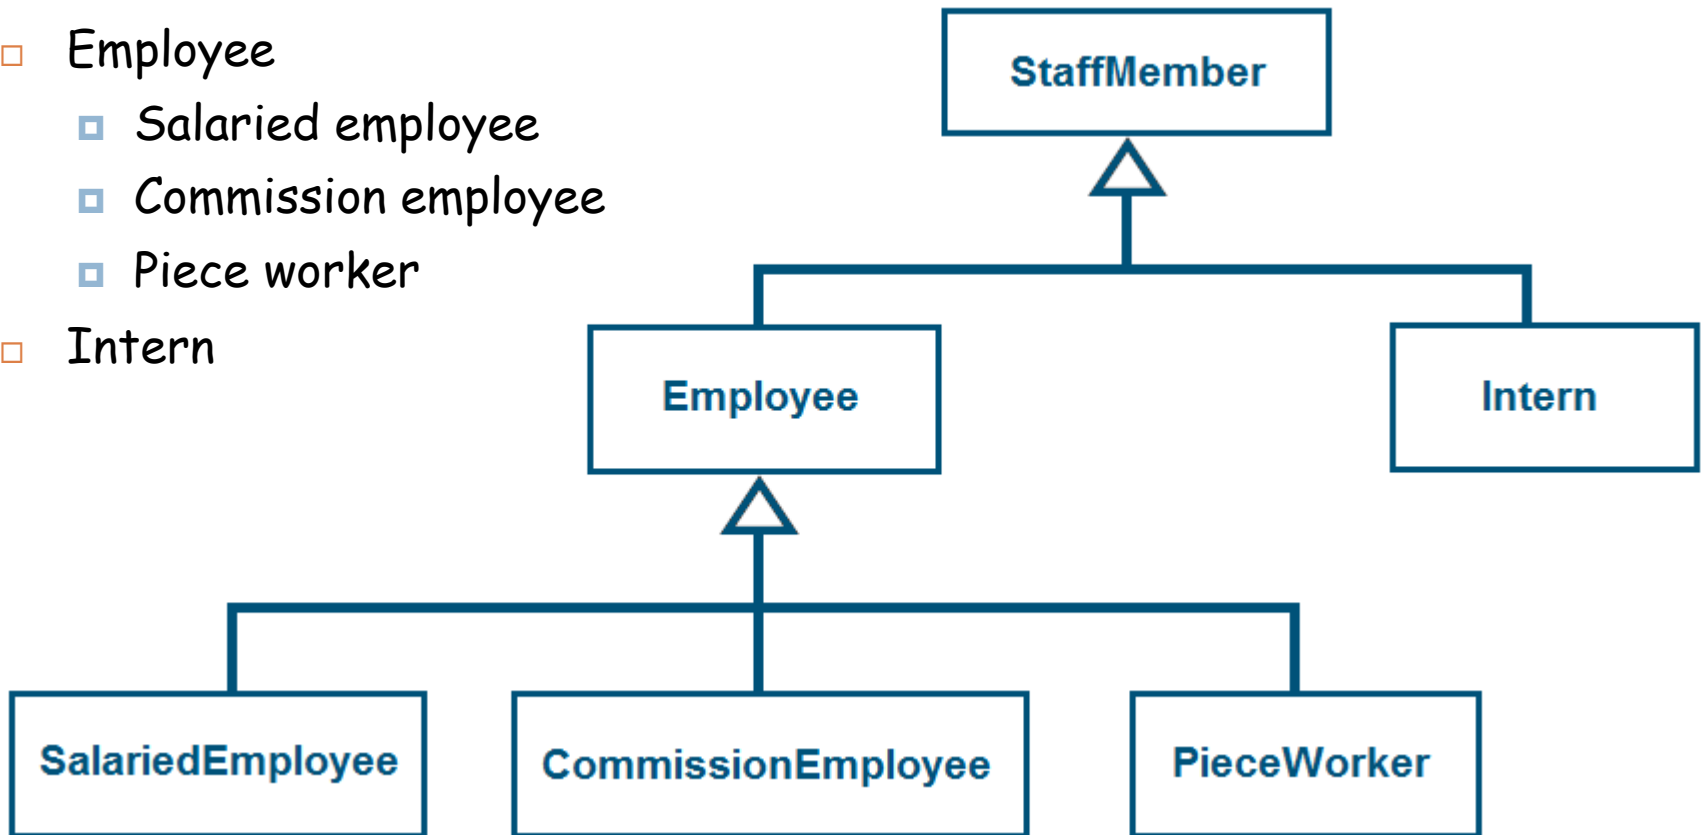 Employee
Salaried employee
Commission employee
Piece worker
Intern
StaffMember
Employee
Intern
SalariedEmployee
CommissionEmployee
PieceWorker